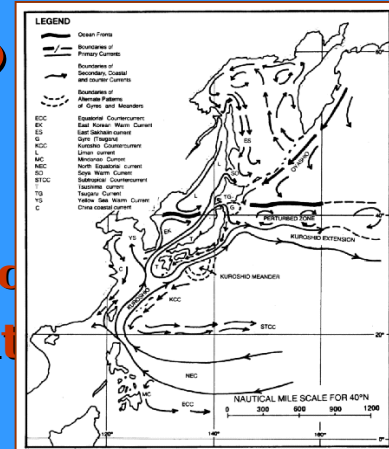 LEGEND
Ocean Fronts
Boundaries of
Primary Currents
Boundaries of
Secondary, Coastal
and counter Currents
Boundaries of
Alternate Patterns
of Gyres and Meanders
ECC Equatorial Countercurrent
EK East Korean Warm Current
ES East Sakhalin current
G Gyre (Tsugaru)
KCC Kuroshio Countercurrent
L Liman current
MC Mindanao Current
NEC North Equatorial current
SO Soya Warm Current
STCC Subtropical Countercurrent
T Tsushima current
TG Tsugaru Current
YS Yellow Sea Warm Current
C China coastal current
ES
L
SO
OYASHIO
TG
G
PERTURBED ZONE
KUROSHIO EXTENSION
EK
YS
T
C
KUROSHIO
KUROSHIO MEANDER
KCC
STCC
20°
NEC
MC
ECC
NAUTICAL MILE SCALE FOR 40°N
0 300 600 900 1200
120° 140° 160° 0°